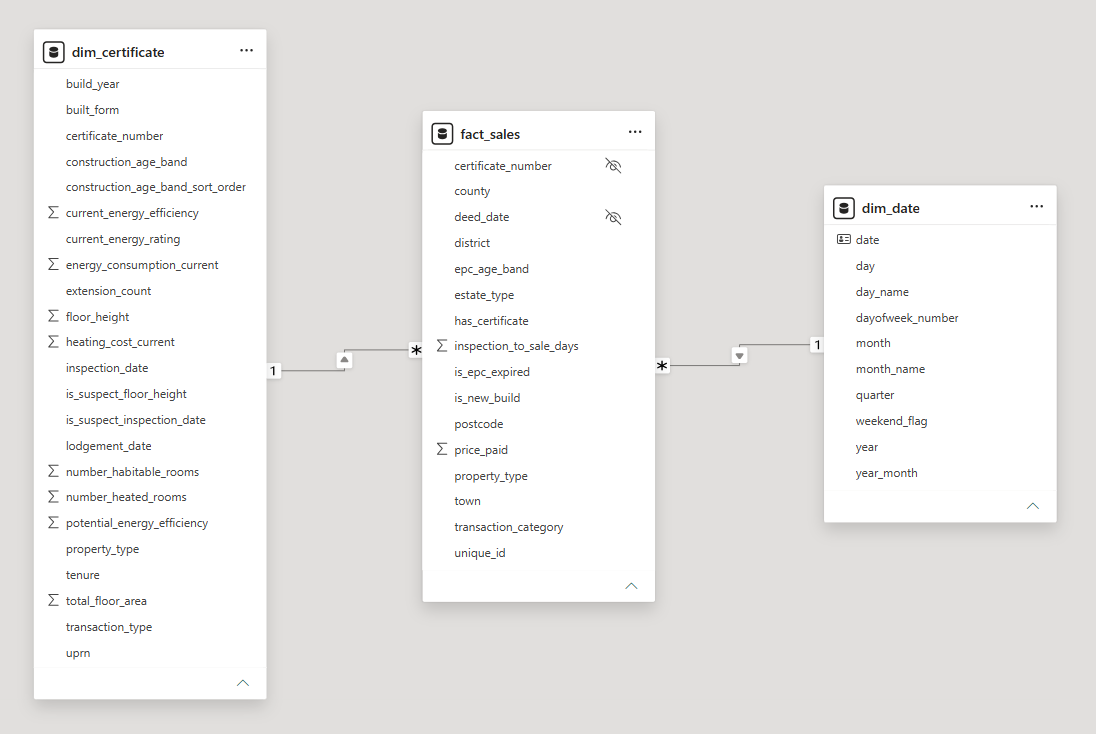 dim_certificate
build_year
built_form
certificate_number
construction_age_band
construction_age_band_sort_order
current_energy_efficiency
current_energy_rating
energy_consumption_current
extension_count
floor_height
heating_cost_current
inspection_date
is_suspect_floor_height
is_suspect_inspection_date
lodgement_date
number_habitable_rooms
number_heated_rooms
potential_energy_efficiency
property_type
tenure
total_floor_area
transaction_type
uprn
1
*
fact_sales
certificate_number
county
deed_date
district
epc_age_band
estate_type
has_certificate
inspection_to_sale_days
is_epc_expired
is_new_build
postcode
price_paid
property_type
town
transaction_category
unique_id
*
1
dim_date
date
day
day_name
dayofweek_number
month
month_name
quarter
weekend_flag
year
year_month